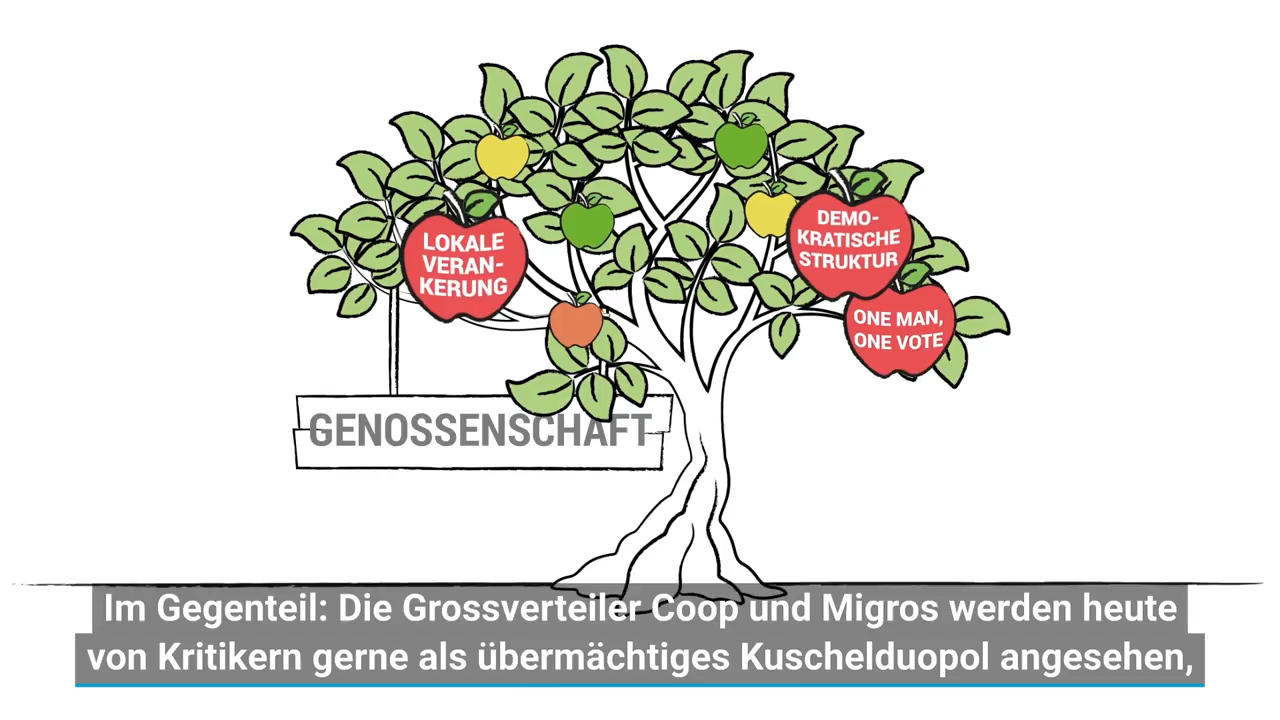 LOKALE
VERAN-
KERUNG
DEMO-
KRATISCHE
STRUKTUR
ONE MAN,
ONE VOTE
GENOSSENSCHAFT
Im Gegenteil: Die Grossverteiler Coop und Migros werden heute
von Kritikern gerne als übermächtiges Kuschelduopol angesehen,